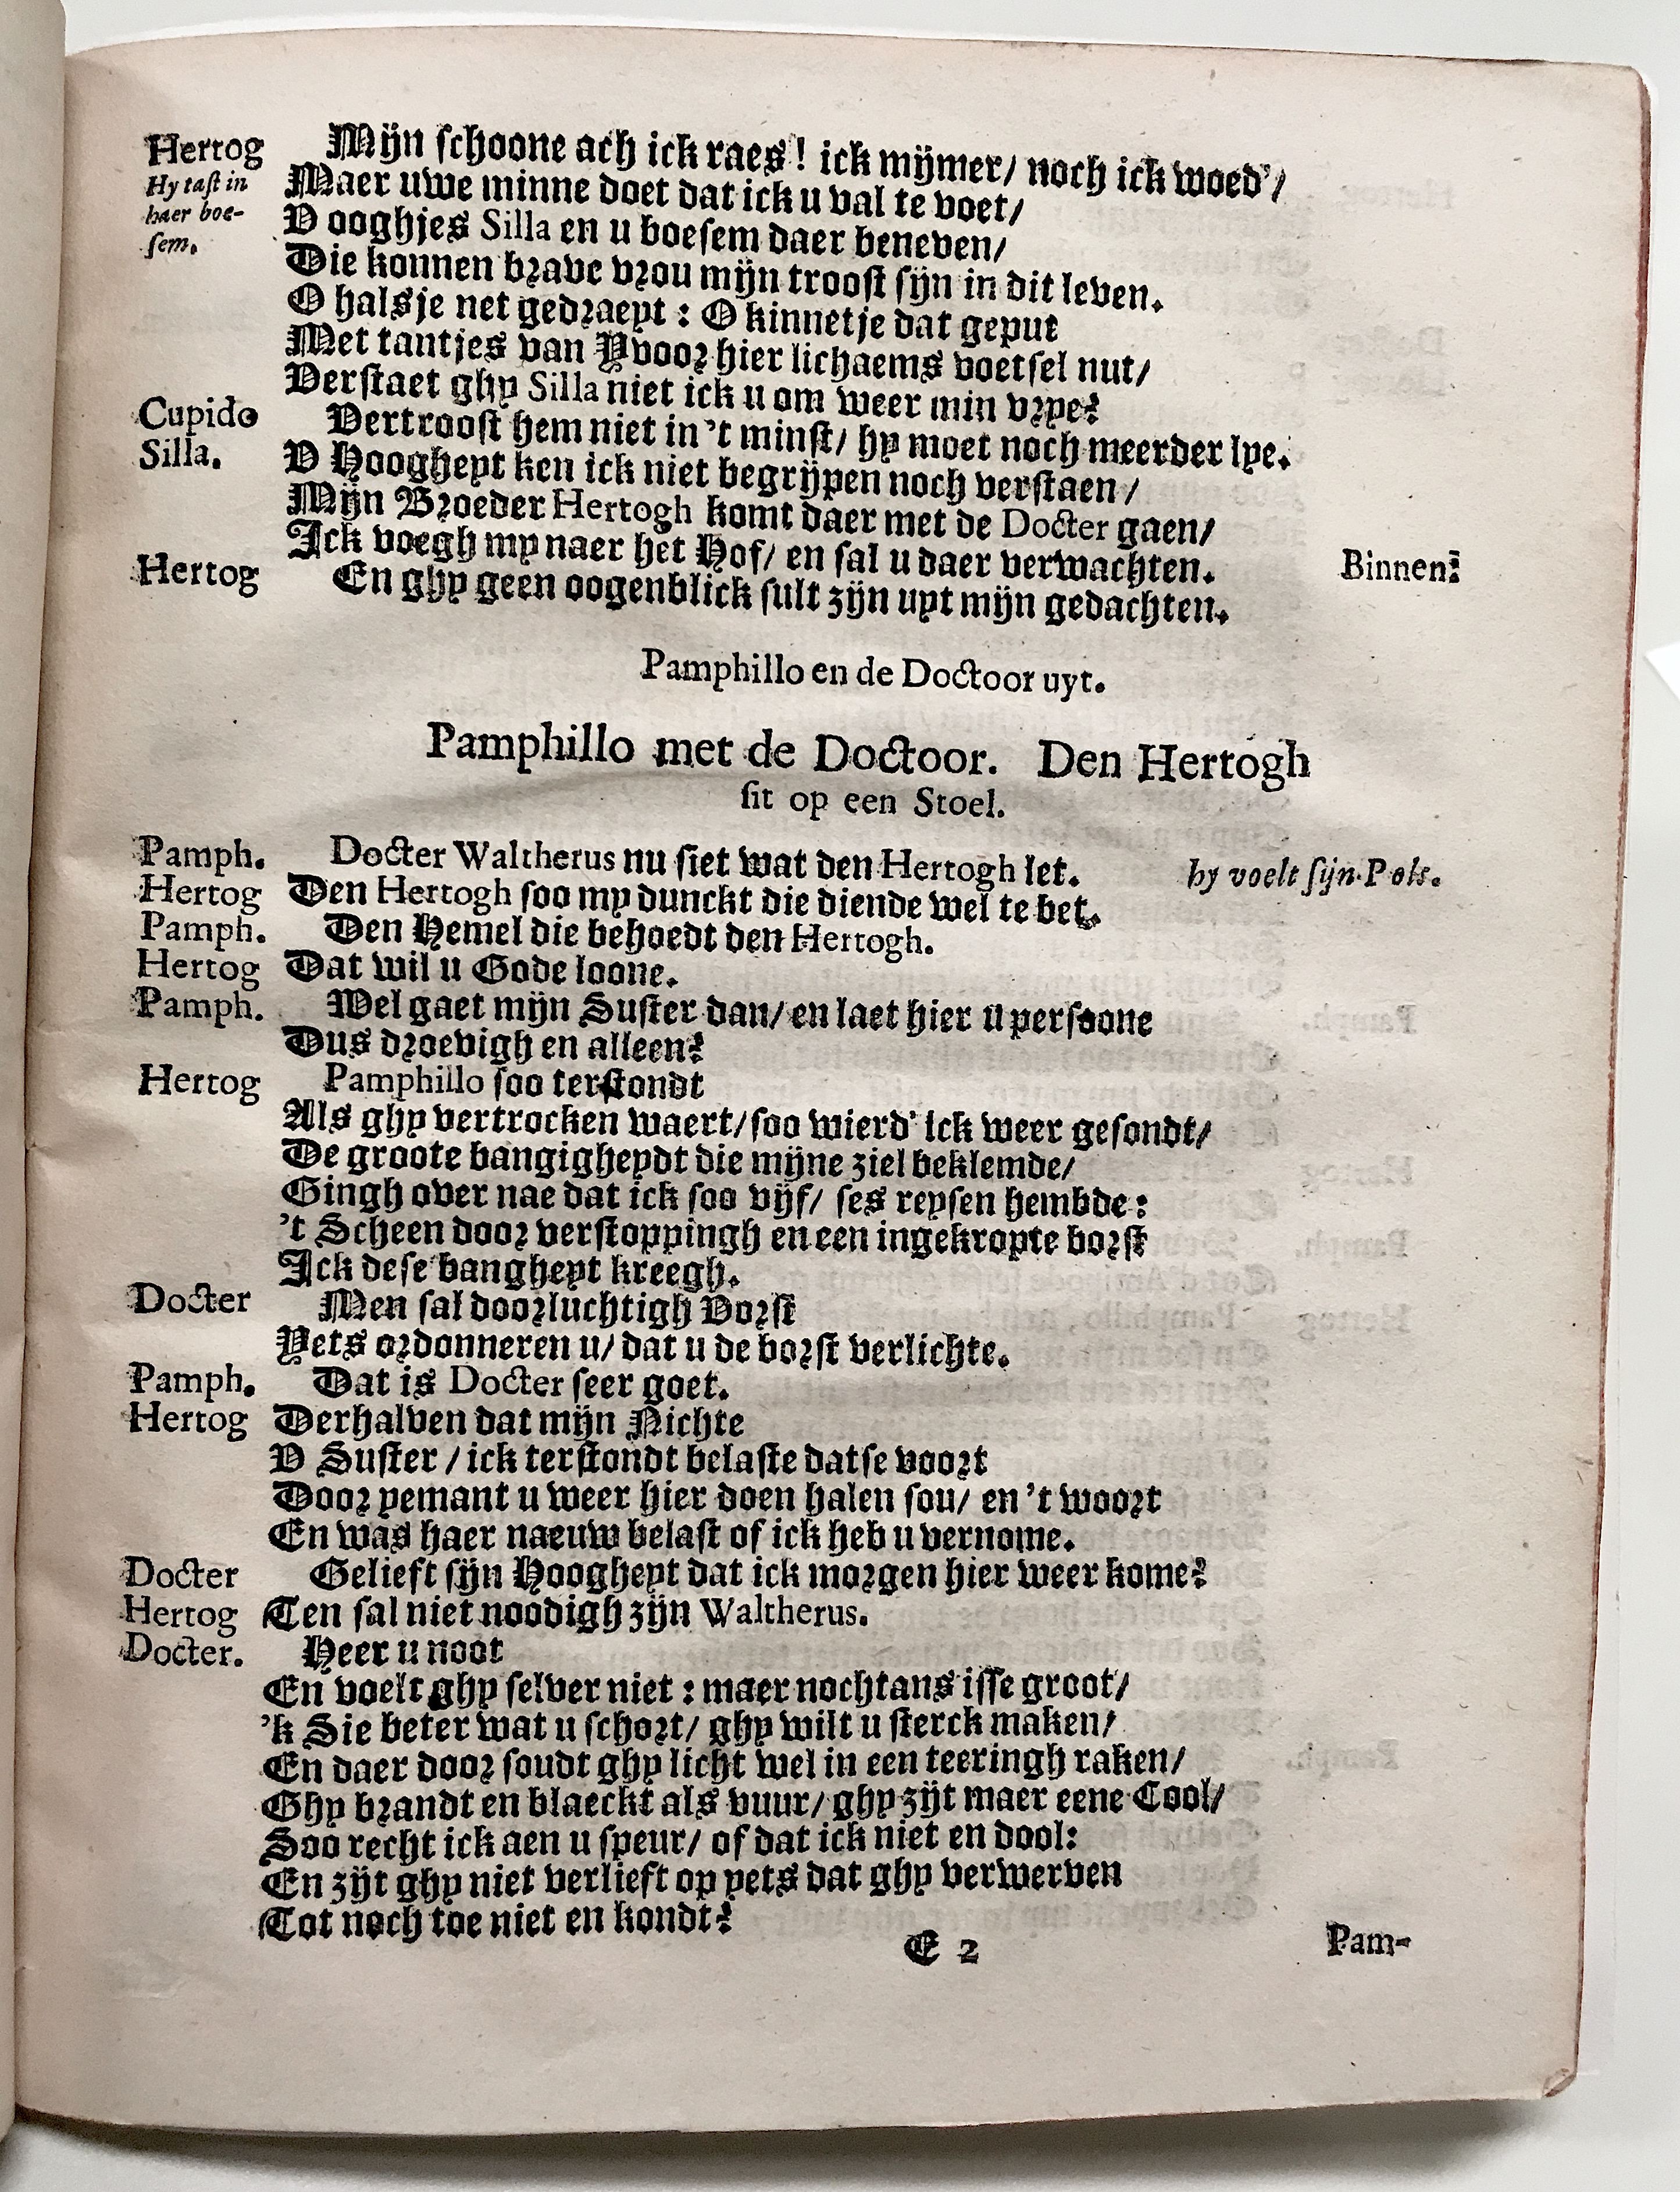 Hertog Mijn schoone ach ick raes! ick mijmer/ noch ick woed'/
Hy tast in Maer uwe minne doet dat ick u val te voet/
haer boe- V ooghjes Silla en u boesem daer beneven/
sem. Die konnen brave vrou mijn troost sijn in dit leven.
O halsje net gedraeyt: O kinnetje dat geput
Met tantjes van Yvoor hier lichaems voetsel nut/
Verstaet ghy Silla niet ick u om weer min vrye?
Cupido Vertroost hem niet in 't minst/ hy moet noch meerder lye.
Silla. V Hoogheyt ken ick niet begrijpen noch verstaen/
Mijn Broeder Hertogh komt daer met de Docter gaen/
Ick voegh my naer het Hof/ en sal u daer verwachten. Binnen:
Hertog En ghy geen oogenblick sult zijn uyt mijn gedachten.
Pamphillo en de Doctoor uyt.
Pamphillo met de Doctoor. Den Hertogh
sit op een Stoel.
Pamph. Docter Waltherus nu siet wat den Hertogh let. hy voelt sijn Pols.
Hertog Den Hertogh soo my dunckt die diende wel te bet.
Pamph. Den Hemel die behoedt den Hertogh.
Hertog Dat wil u Gode loone.
Pamph. Wel gaet mijn Suster dan/ en laet hier u persoone
Dus droevigh en alleen?
Hertog Pamphillo soo terstondt
Als ghy vertrocken waert/ soo wierd' ick weer gesondt/
De groote bangigheydt die mijne ziel beklemde/
Gingh over nae dat ick soo vijf/ ses reysen hembde:
't Scheen door verstoppingh en een ingekropte borst
Ick dese bangheyt kreegh.
Docter Men sal doorluchtigh Vorst
Yets ordonneren u/ dat u de borst verlichte.
Pamph. Dat is Docter seer goet.
Hertog Derhalven dat mijn Nichte
V Suster/ ick terstondt belaste datse voort
Door yemant u weer hier doen halen sou/ en 't woort
En was haer naeuw belast of ick heb u vernome.
Docter Gelieft sijn Hoogheyt dat ick morgen hier weer kome?
Hertog Ten sal niet noodigh zijn Waltherus.
Docter. Heer u noot
En voelt ghy selver niet: maer nochtans isse groot/
'k Sie beter wat u schort/ ghy wilt u sterck maken/
En daer door soudt ghy licht wel in een teeringh raken/
Ghy brandt en blaeckt als vuur/ ghy zijt maer eene Cool/
Soo recht ick aen u speur/ of dat ick niet en dool:
En zijt ghy niet verlieft op yets dat ghy verwerven
Tot noch toe niet en kondt?
E 2 Pam-